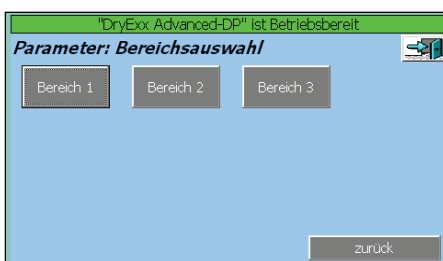 "DryExx Advanced-DP" ist Betriebsbereit
Parameter: Bereichsauswahl
Bereich 1 Bereich 2 Bereich 3
zurück